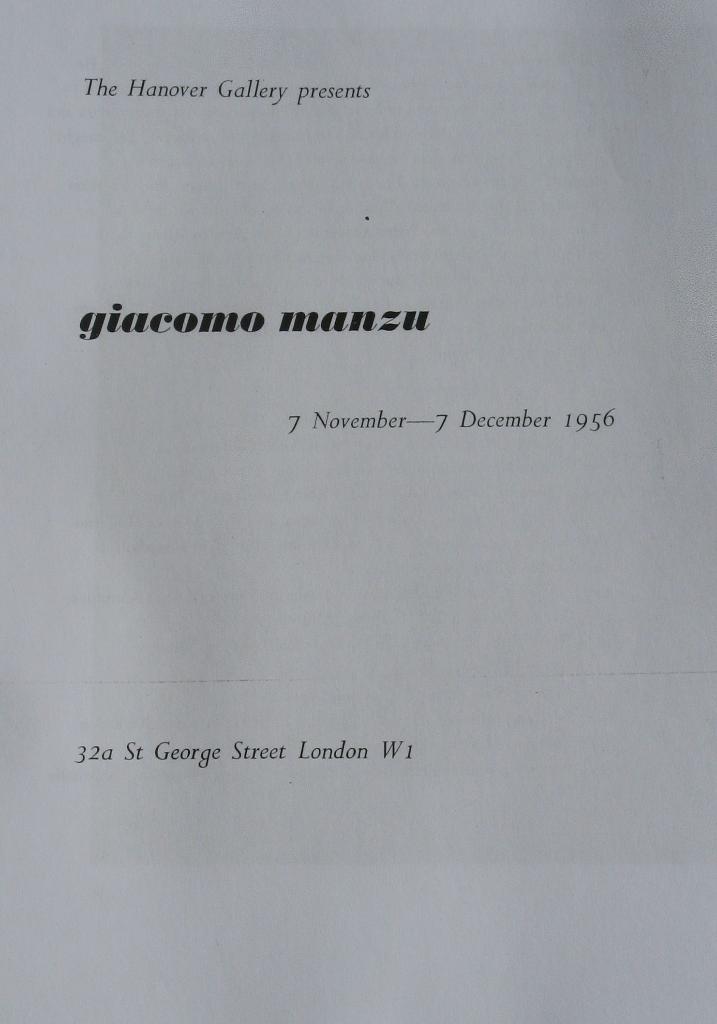 The Hanover Gallery presents
giacomo manzu
7 November—7 December 1956
32a St George Street London W1